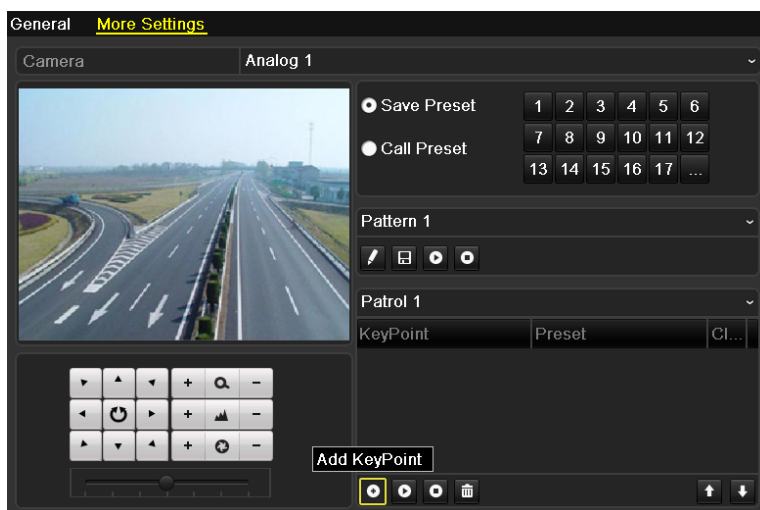 General More Settings
Camera Analog 1
Save Preset
Call Preset
1 2 3 4 5 6
7 8 9 10 11 12
13 14 15 16 17 ...
Pattern 1
Patrol 1
KeyPoint Preset Cl...
Add KeyPoint